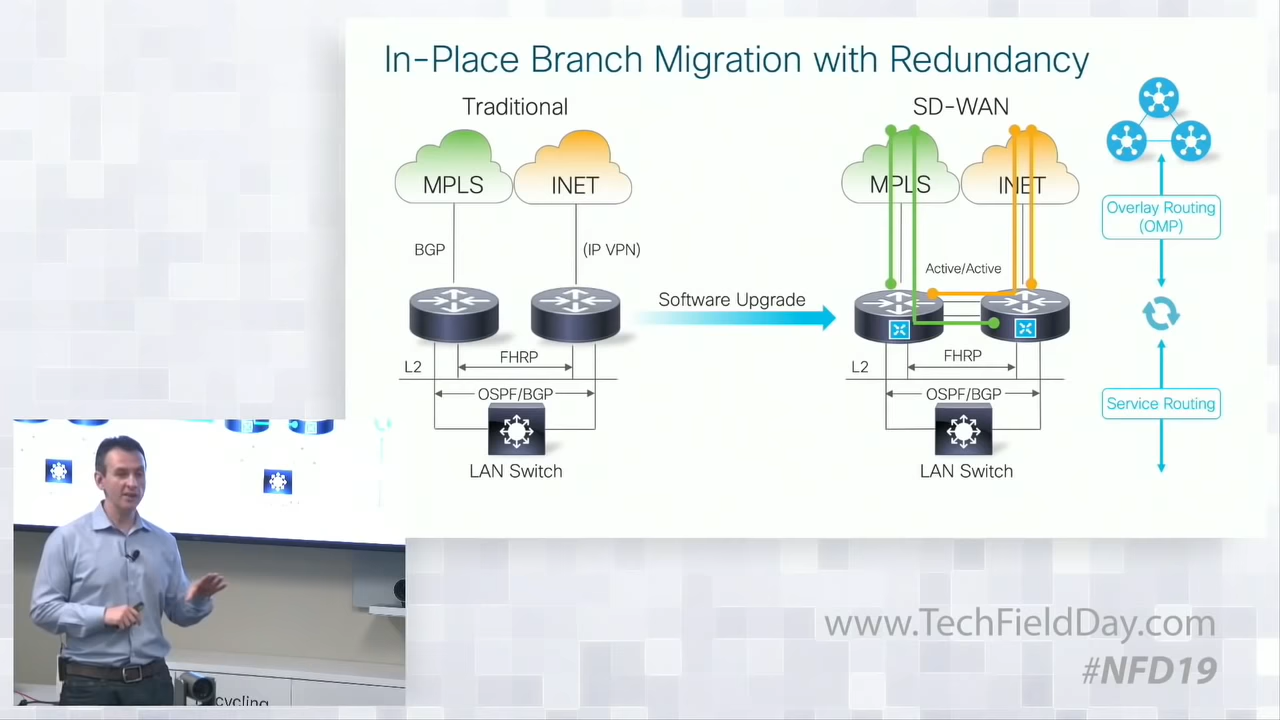 In-Place Branch Migration with Redundancy
Traditional
SD-WAN
MPLS
INET
MPLS
INET
BGP
(IP VPN)
Overlay Routing
(OMP)
Active/Active
Software Upgrade
L2
FHRP
OSPF/BGP
LAN Switch
L2
FHRP
OSPF/BGP
LAN Switch
Service Routing
www.TechFieldDay.com
#NFD19
cycling